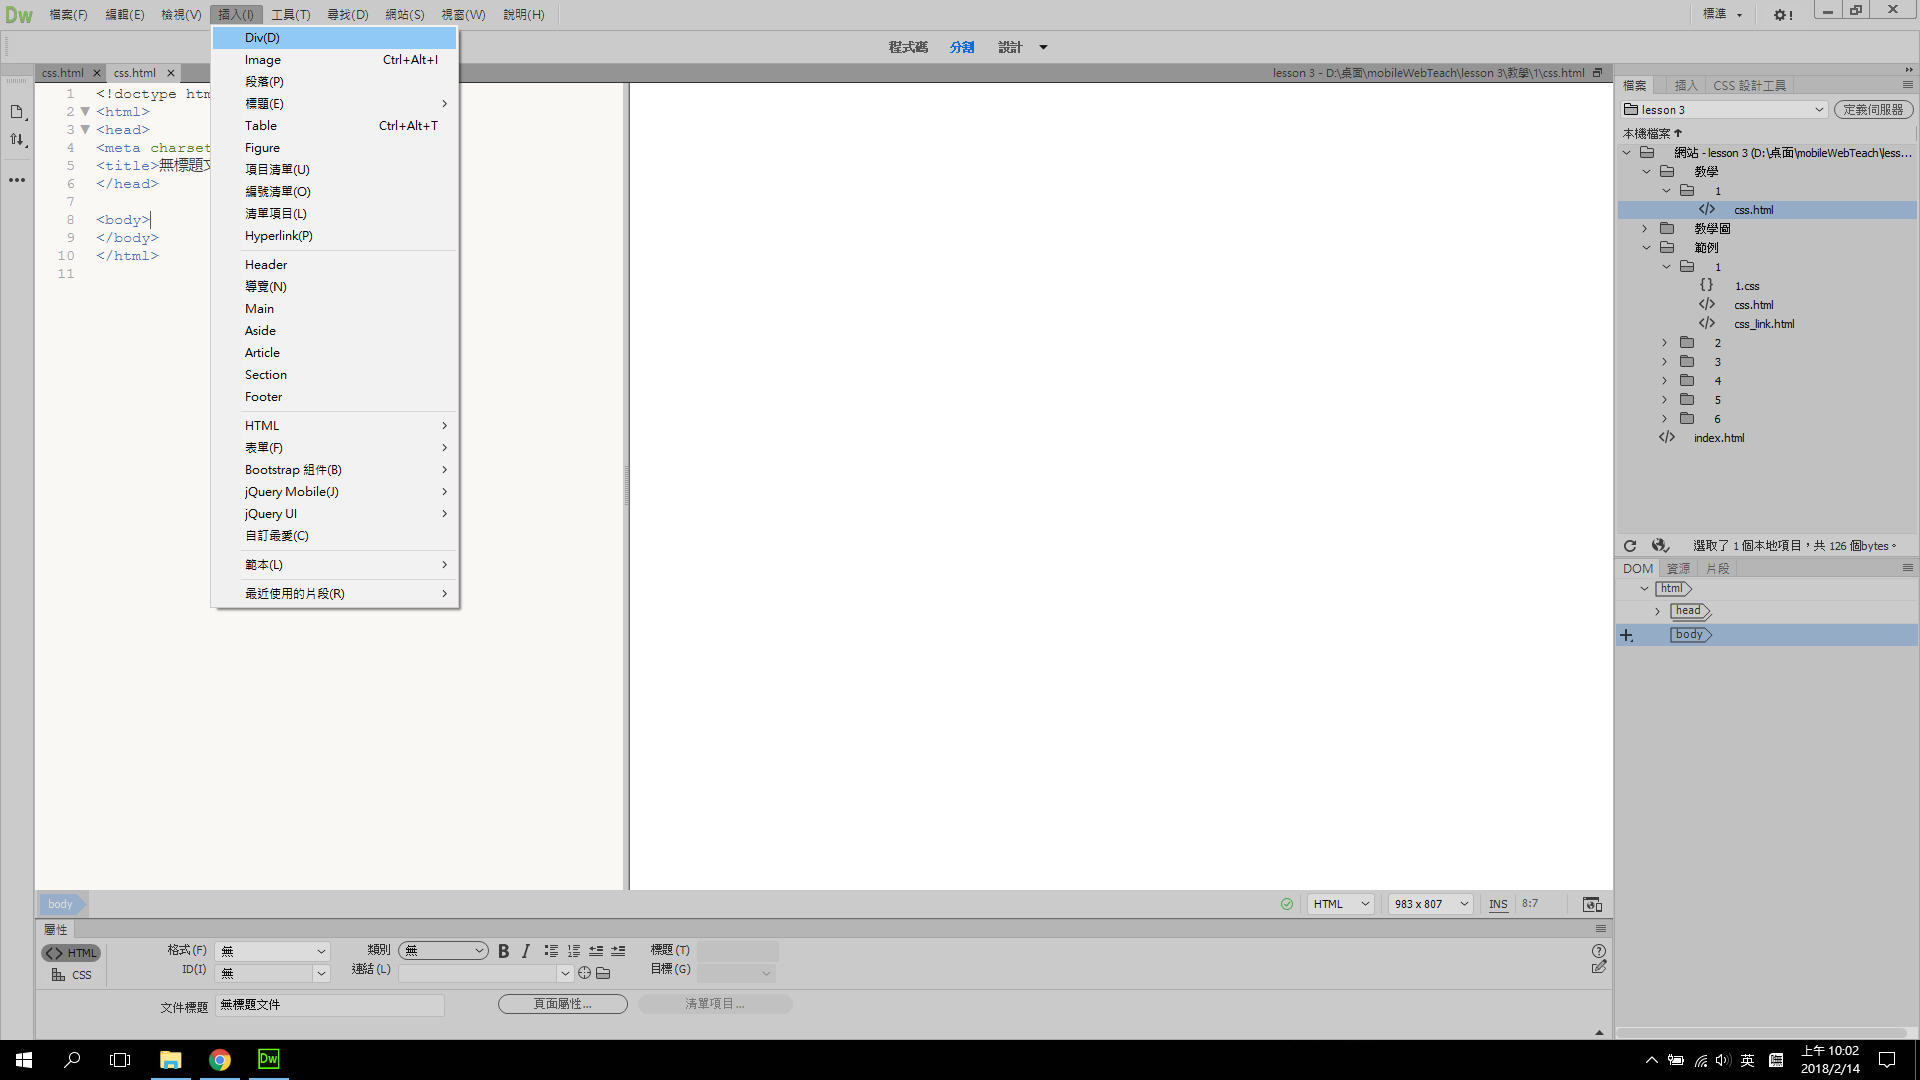 Dw 檔案(F) 編輯(E) 檢視(V) 插入(I) 工具(T) 尋找(D) 網站(S) 視窗(W) 說明(H) 標準
程式碼 分割 設計
css.html css.html lesson 3 - D:\桌面\mobileWebTeach\lesson 3\教學\1\css.html
1 <!doctype htm
2 <html>
3 <head>
4 <meta charset
5 <title>無標題文
6 </head>
7
8 <body>
9 </body>
10 </html>
11
Div(D)
Image Ctrl+Alt+I
段落(P)
標題(E)
Table Ctrl+Alt+T
Figure
項目清單(U)
編號清單(O)
清單項目(L)
Hyperlink(P)
Header
導覽(N)
Main
Aside
Article
Section
Footer
HTML
表單(F)
Bootstrap 組件(B)
jQuery Mobile(J)
jQuery UI
自訂最愛(C)
範本(L)
最近使用的片段(R)
檔案 插入 CSS 設計工具
lesson 3 定義伺服器
本機檔案
網站 - lesson 3 (D:\桌面\mobileWebTeach\less...
教學
1
css.html
教學圖
範例
1
1.css
css.html
css_link.html
2
3
4
5
6
index.html
選取了 1 個本地項目，共 126 個bytes。
DOM 資源 片段
html
head
body
body HTML 983 x 807 INS 8:7
屬性
HTML 格式(F) 無 類別 無 B I 標題(T)
CSS ID(I) 無 連結(L) 目標(G)
文件標題 無標題文件 頁面屬性... 清單項目...
Dw 英 上午 10:02
2018/2/14